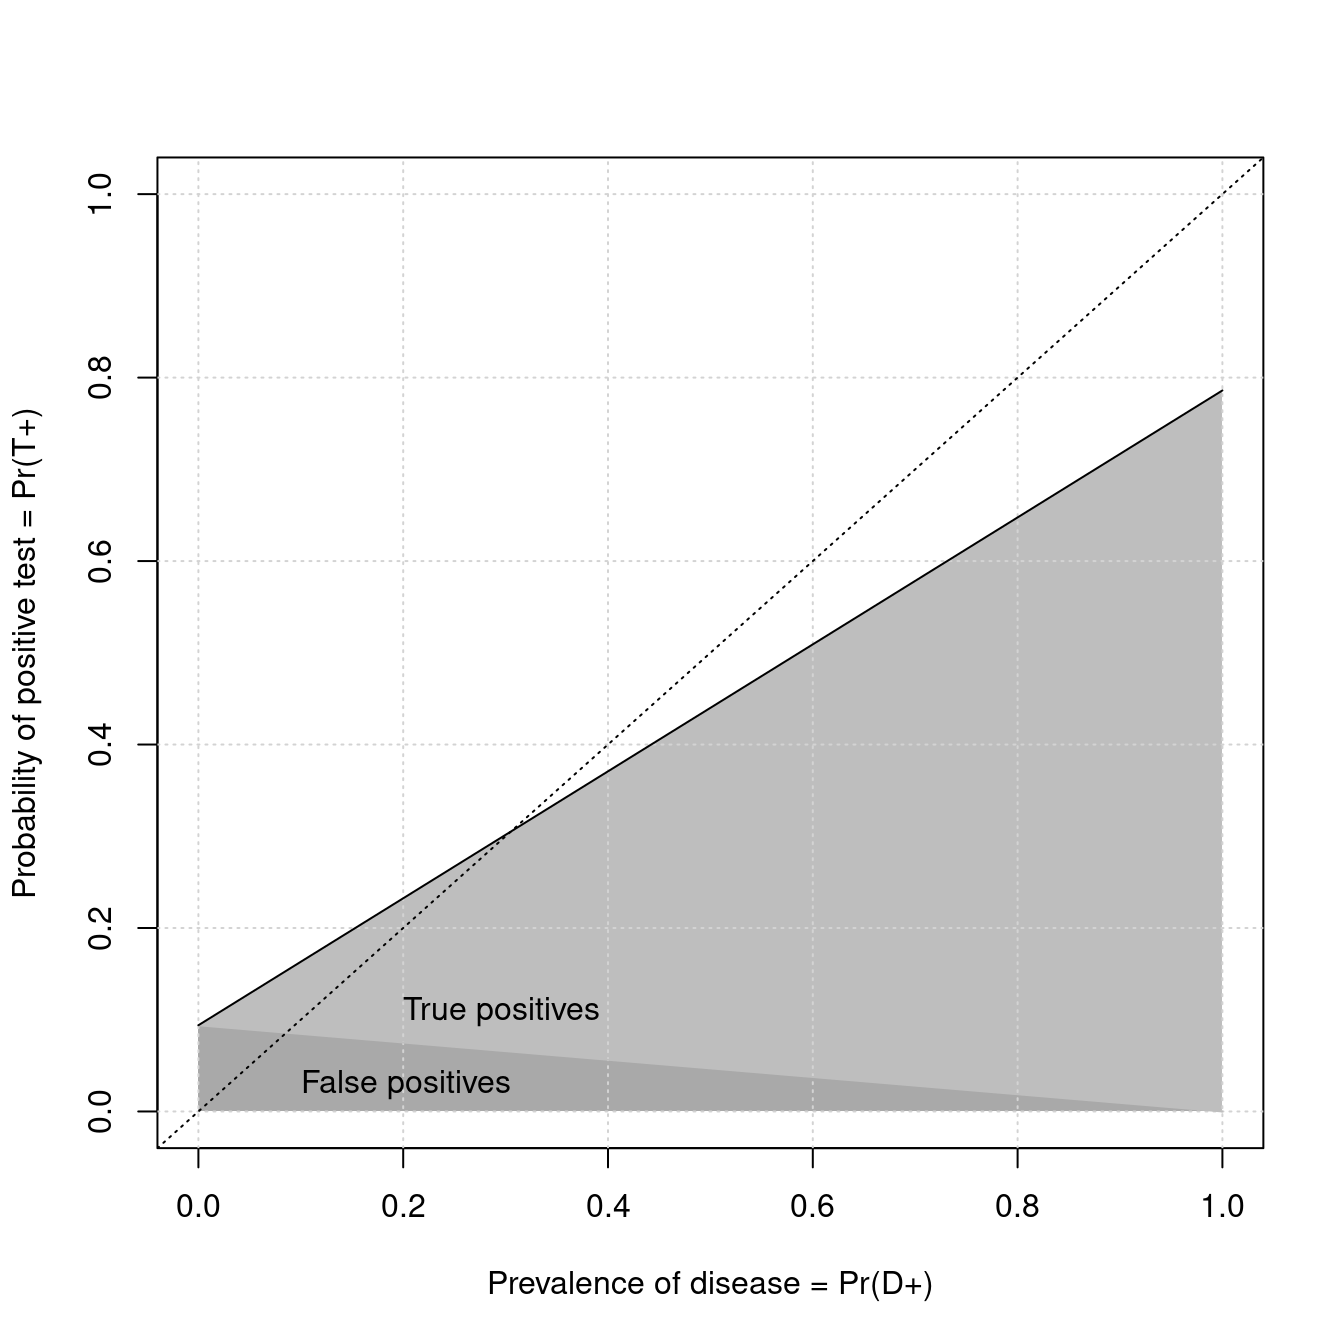 Probability of positive test = Pr(T+)
1.0
0.8
0.6
0.4
0.2
0.0
True positives
False positives
0.0 0.2 0.4 0.6 0.8 1.0
Prevalence of disease = Pr(D+)